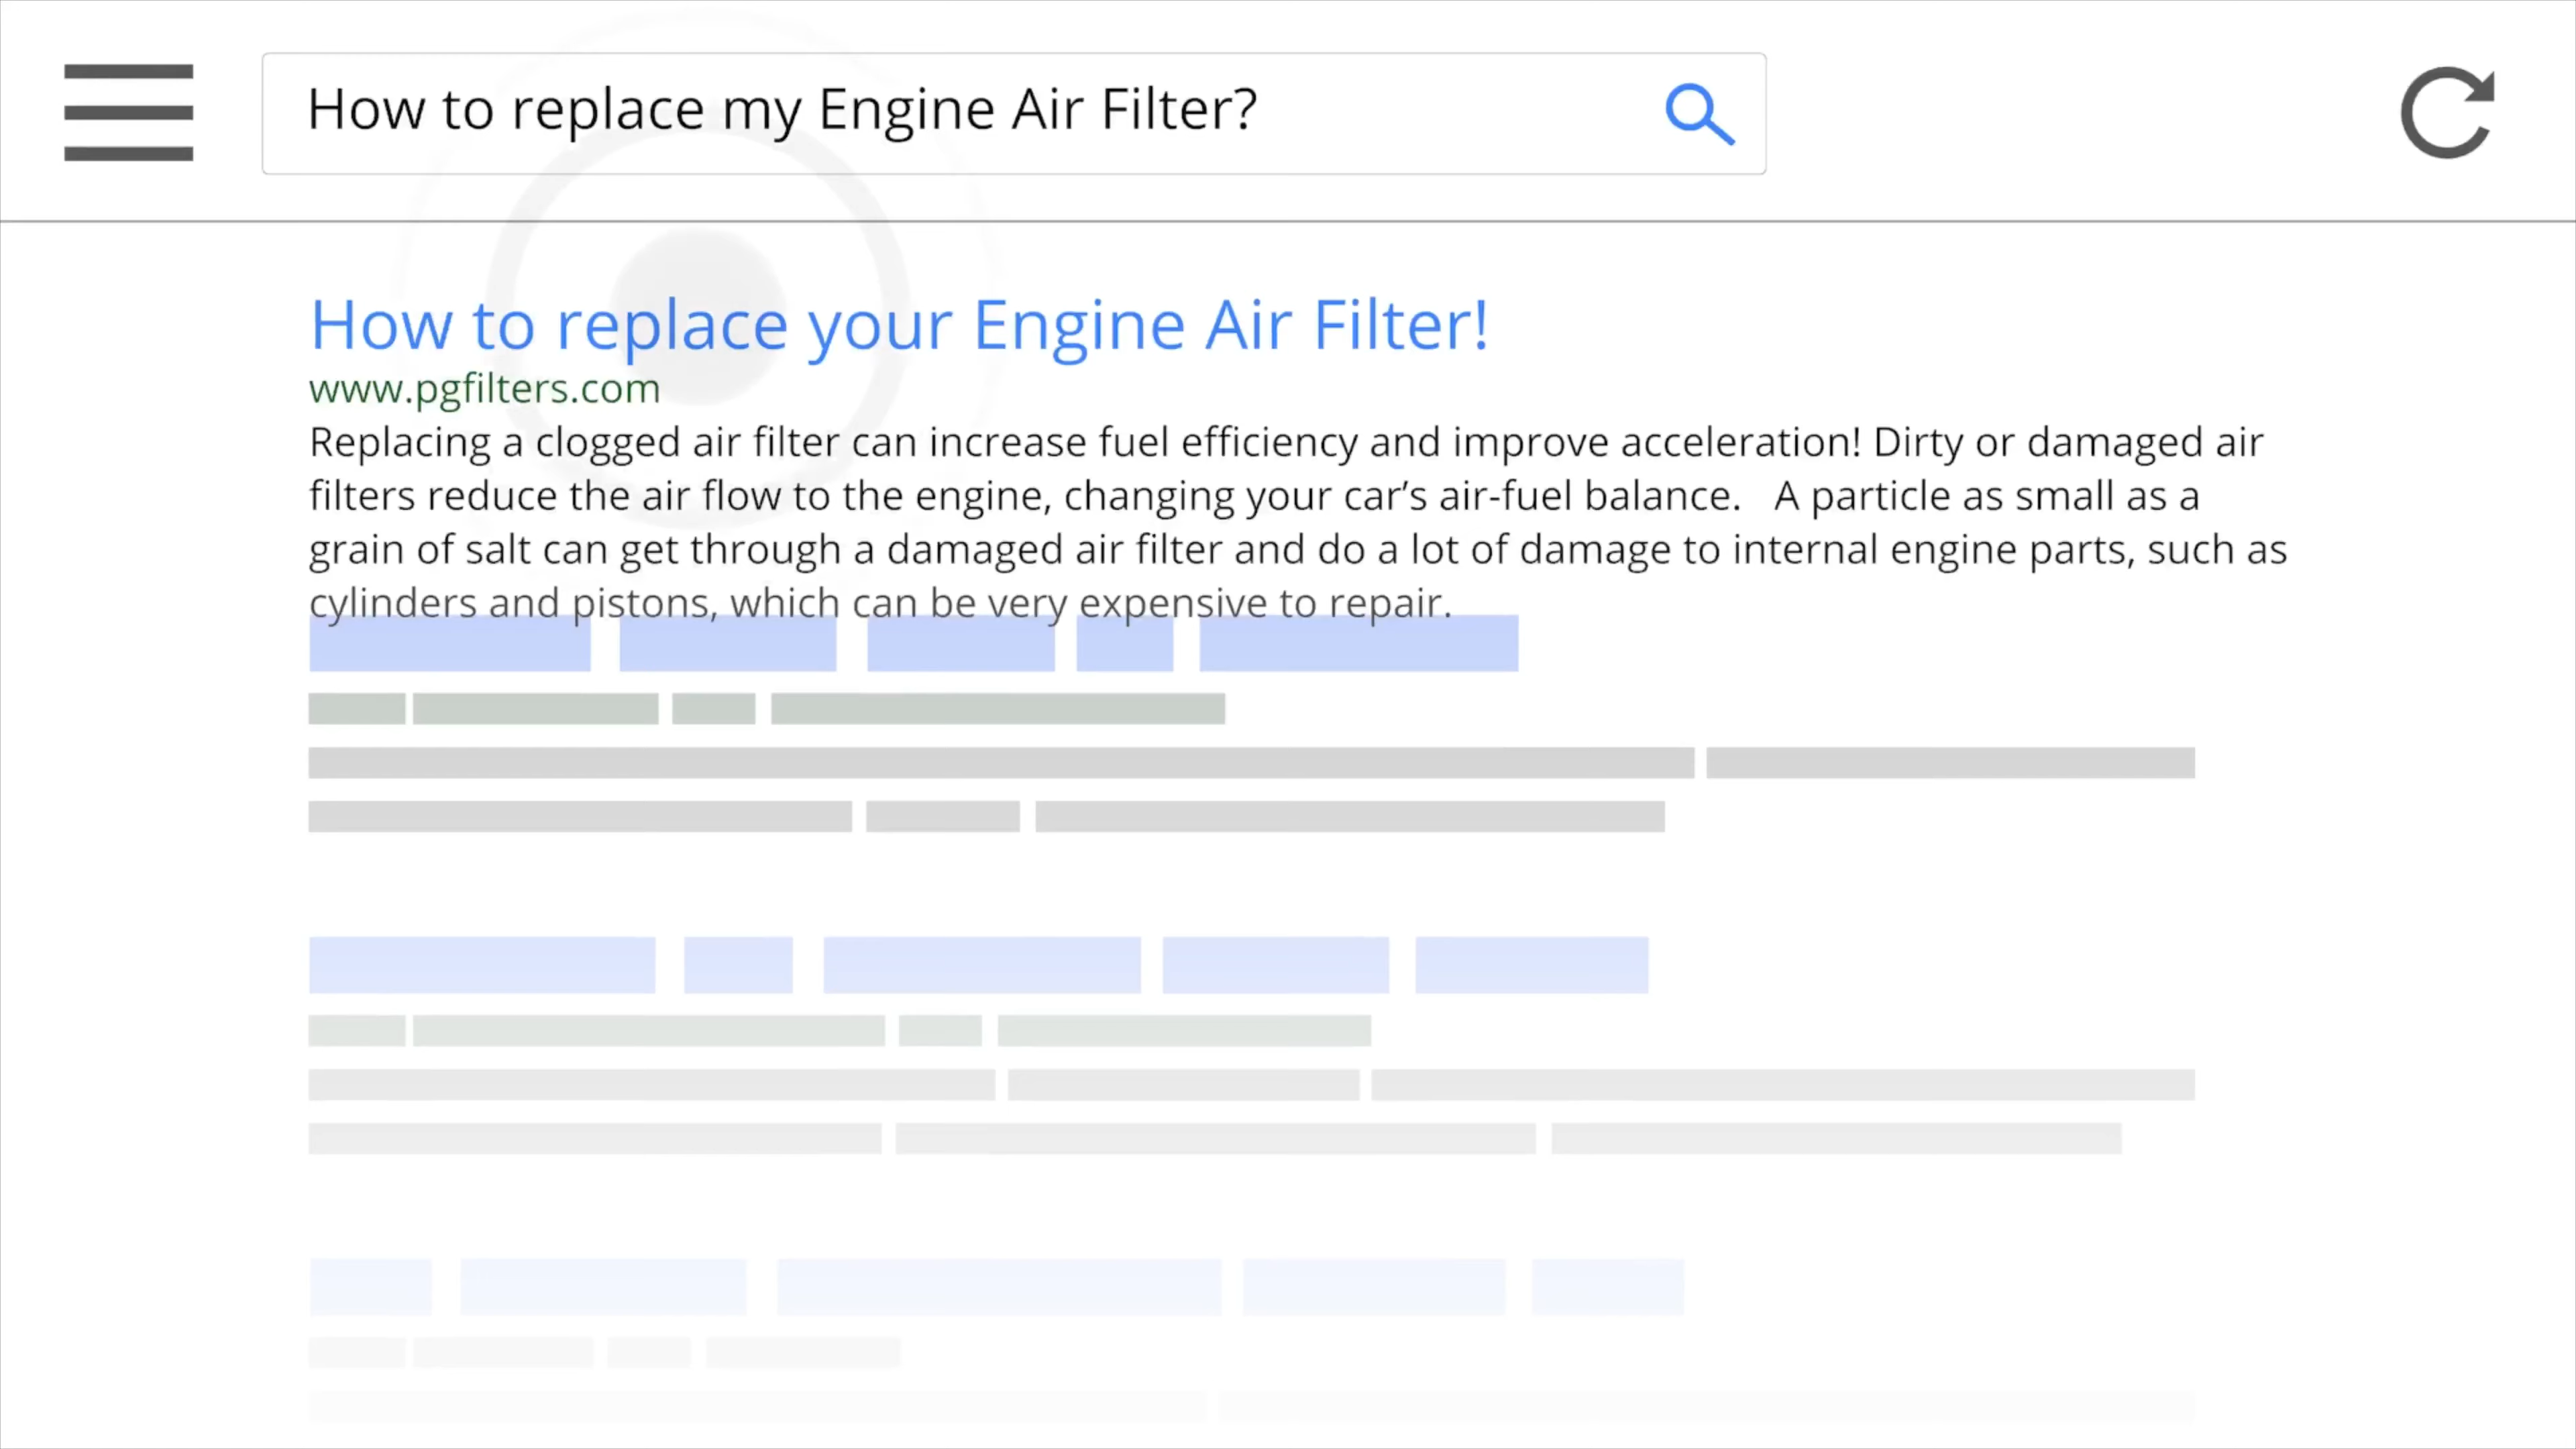 How to replace my Engine Air Filter?
How to replace your Engine Air Filter!
www.pgfilters.com
Replacing a clogged air filter can increase fuel efficiency and improve acceleration! Dirty or damaged air
filters reduce the air flow to the engine, changing your car’s air-fuel balance.   A particle as small as a
grain of salt can get through a damaged air filter and do a lot of damage to internal engine parts, such as
cylinders and pistons, which can be very expensive to repair.